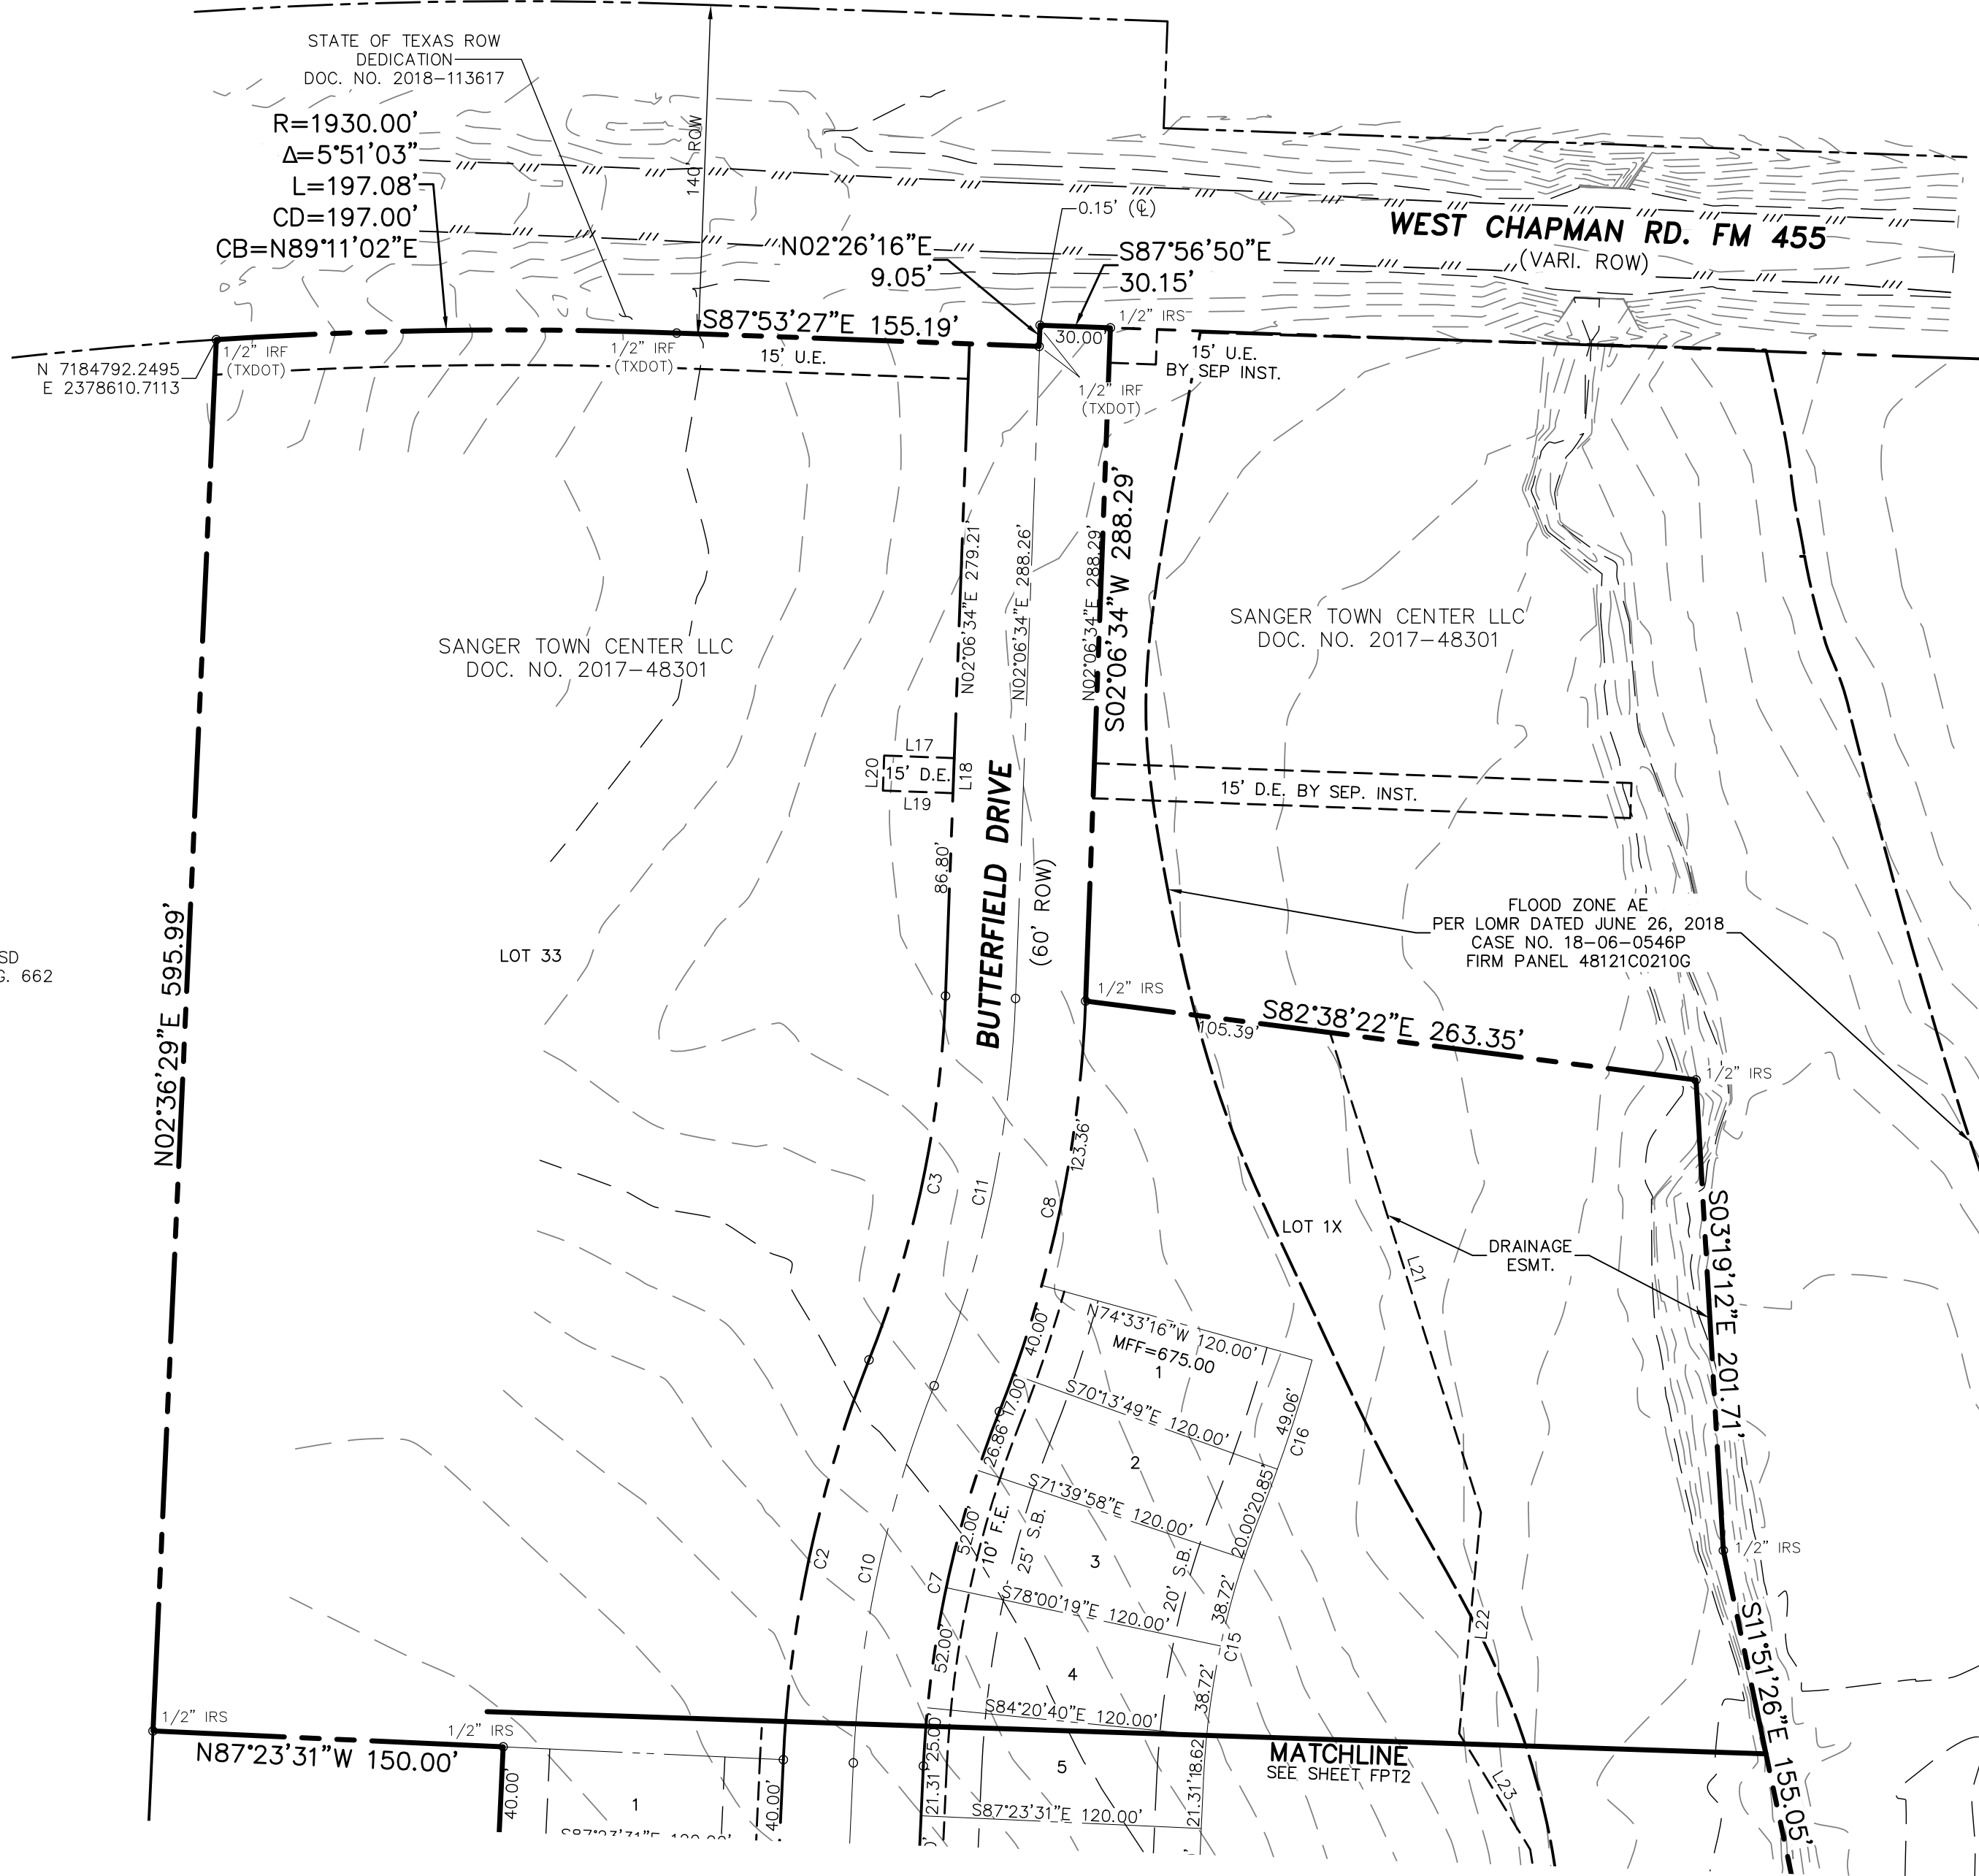 STATE OF TEXAS ROW
DEDICATION
DOC. NO. 2018-113617
R=1930.00'
Δ=5°51'03"
L=197.08'
CD=197.00'
CB=N89°11'02"E
140' ROW
0.15' (℄)
N02°26'16"E
9.05'
S87°56'50"E
30.15'
WEST CHAPMAN RD. FM 455
(VARI. ROW)
S87°53'27"E 155.19'
30.00'
1/2" IRS
1/2" IRF
(TXDOT)
1/2" IRF
(TXDOT)
15' U.E.
15' U.E.
BY SEP INST.
1/2" IRF
(TXDOT)
N 7184792.2495
E 2378610.7113
N02°06'34"E 279.21'
N02°06'34"E 288.26'
N02°06'34"E 288.29'
S02°06'34"W 288.29'
SANGER TOWN CENTER LLC
DOC. NO. 2017-48301
SANGER TOWN CENTER LLC
DOC. NO. 2017-48301
L17
L20
15' D.E.
L18
L19
15' D.E. BY SEP. INST.
86.80'
BUTTERFIELD DRIVE
(60' ROW)
FLOOD ZONE AE
PER LOMR DATED JUNE 26, 2018
CASE NO. 18-06-0546P
FIRM PANEL 48121C0210G
N02°36'29"E 595.99'
SD
G. 662
LOT 33
1/2" IRS
S82°38'22"E 263.35'
105.39'
1/2" IRS
123.36'
C3
C11
C8
LOT 1X
L21
DRAINAGE
ESMT.
S03°19'12"E 201.71'
N74°33'16"W 120.00'
MFF=675.00
1
40.00'
17.00'
S70°13'49"E 120.00'
49.06'
C16
26.86'
2
20.85'
S71°39'58"E 120.00'
20.00'
52.00'
10' F.E.
25' S.B.
3
20' S.B.
1/2" IRS
C2
C10
C7
S78°00'19"E 120.00'
38.72'
C15
L22
52.00'
4
38.72'
S11°51'26"E 155.05'
S84°20'40"E 120.00'
1/2" IRS
1/2" IRS
N87°23'31"W 150.00'
25.00'
18.62'
MATCHLINE
SEE SHEET FPT2
5
L23
40.00'
1
40.00'
21.31'
21.31'
S87°23'31"E 120.00'
S87°23'31"E 120.00'